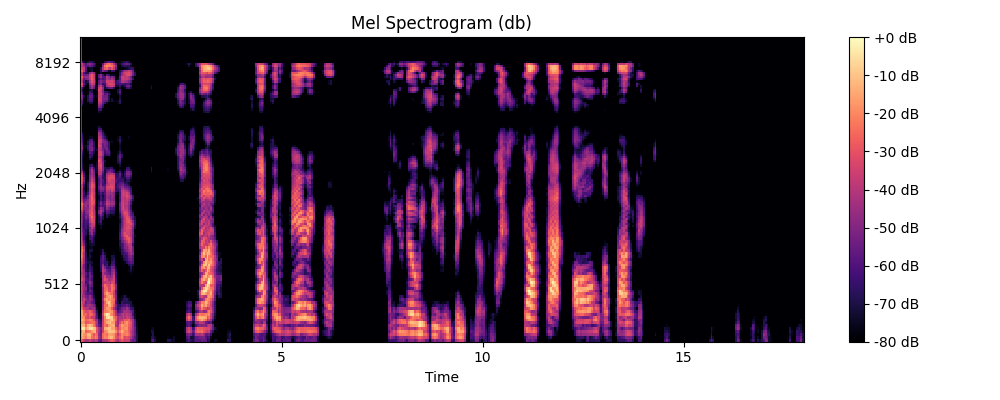 Mel Spectrogram (db)
8192
4096
2048
1024
512
0
Hz
0 5 10 15
Time
+0 dB
-10 dB
-20 dB
-30 dB
-40 dB
-50 dB
-60 dB
-70 dB
-80 dB